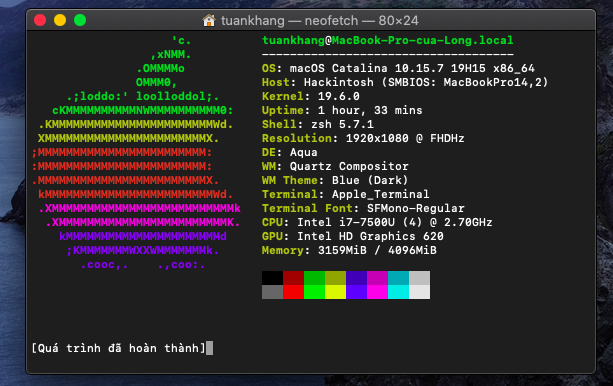 tuankhang — neofetch — 80×24
'c.
,xNMM.
.OMMMMo
OMMM0,
.;loddo:' loolloddol;.
cKMMMMMMMMMMNWMMMMMMMMMM0:
.KMMMMMMMMMMMMMMMMMMMMMMMWd.
XMMMMMMMMMMMMMMMMMMMMMMMX.
;MMMMMMMMMMMMMMMMMMMMMMMM:
:MMMMMMMMMMMMMMMMMMMMMMMM:
.MMMMMMMMMMMMMMMMMMMMMMMMX.
kMMMMMMMMMMMMMMMMMMMMMMMMWd.
.XMMMMMMMMMMMMMMMMMMMMMMMMMMk
.XMMMMMMMMMMMMMMMMMMMMMMMMK.
kMMMMMMMMMMMMMMMMMMMMMMd
;KMMMMMMMWXXWMMMMMMMk.
.cooc,.    .,coo:.
tuankhang@MacBook-Pro-cua-Long.local
------------------------------------
OS: macOS Catalina 10.15.7 19H15 x86_64
Host: Hackintosh (SMBIOS: MacBookPro14,2)
Kernel: 19.6.0
Uptime: 1 hour, 33 mins
Shell: zsh 5.7.1
Resolution: 1920x1080 @ FHDHz
DE: Aqua
WM: Quartz Compositor
WM Theme: Blue (Dark)
Terminal: Apple_Terminal
Terminal Font: SFMono-Regular
CPU: Intel i7-7500U (4) @ 2.70GHz
GPU: Intel HD Graphics 620
Memory: 3159MiB / 4096MiB
[Quá trình đã hoàn thành]